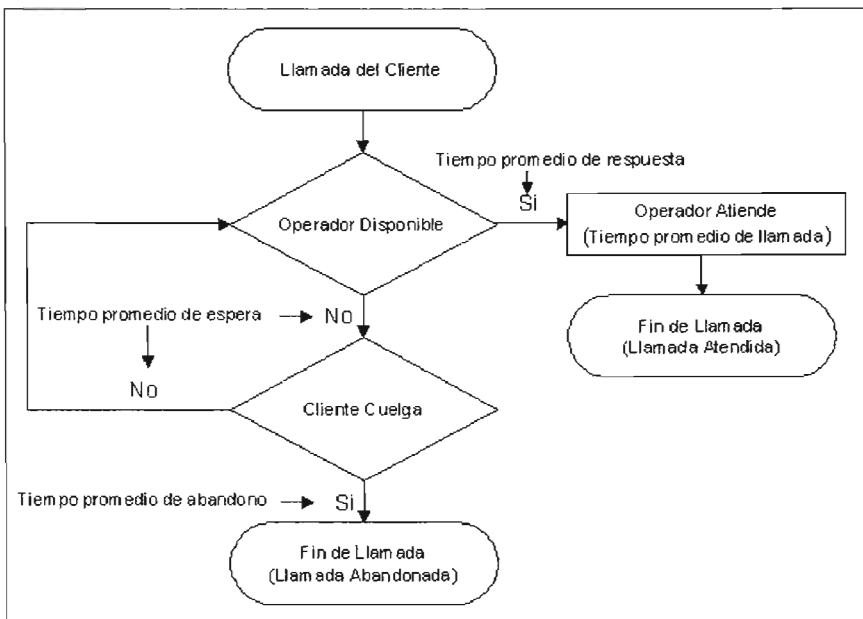 Llamada del Cliente
Tiempo promedio de respuesta
Si
Operador Disponible
Operador Atiende
(Tiempo promedio de llamada)
Tiempo promedio de espera
No
Fin de Llamada
(Llamada Atendida)
No
Cliente Cuelga
Tiempo promedio de abandono
Si
Fin de Llamada
(Llamada Abandonada)